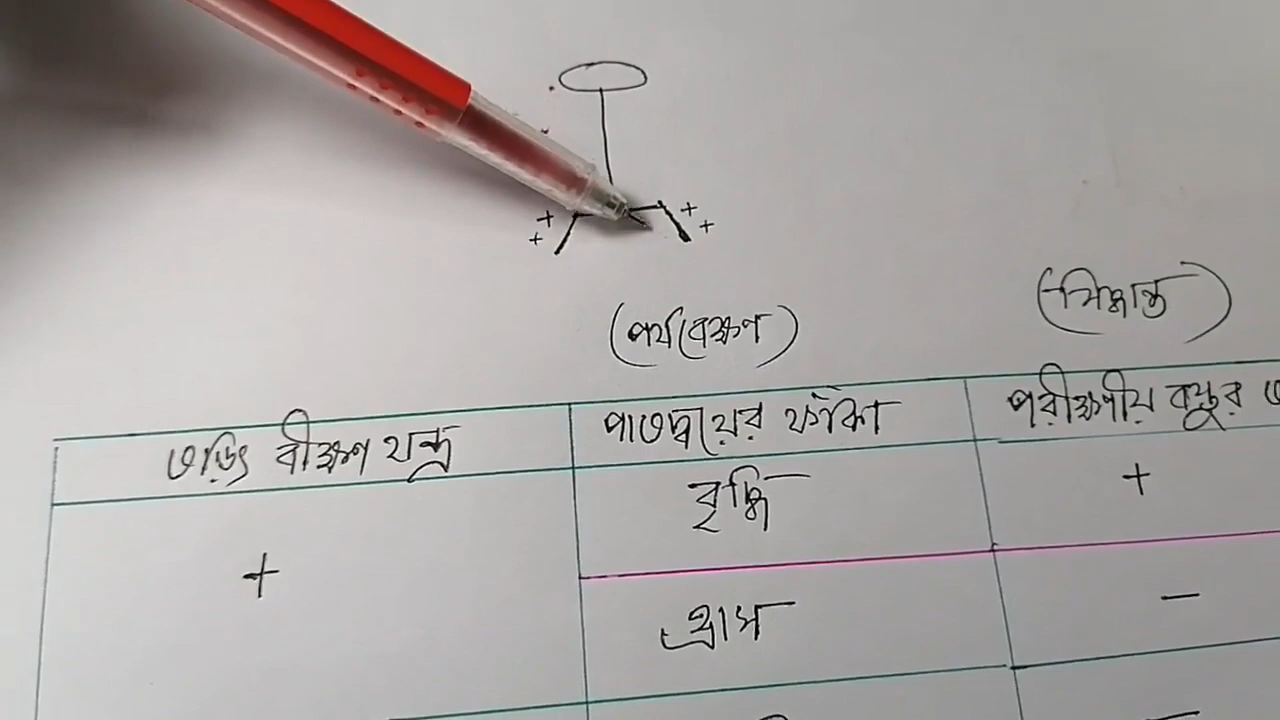 + +
+ +
(পর্যবেক্ষণ) (সিদ্ধান্ত)
তড়িৎ বীক্ষণ যন্ত্র পাতদ্বয়ের ফাঁকা পরীক্ষণীয় বস্তুর
বৃদ্ধি +
+
হ্রাস –